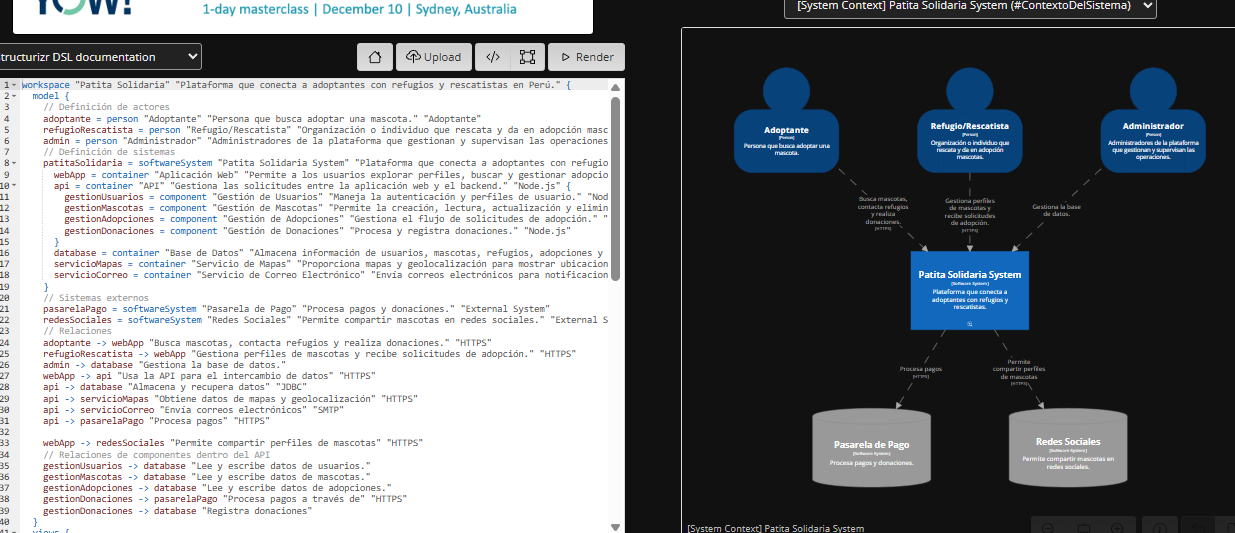 YOW!
1-day masterclass | December 10 | Sydney, Australia
[System Context] Patita Solidaria System (#ContextoDelSistema)
tructurizr DSL documentation
Upload
</>
Render
1 workspace "Patita Solidaria" "Plataforma que conecta a adoptantes con refugios y rescatistas en Perú." {
2 model {
3 // Definición de actores
4 adoptante = person "Adoptante" "Persona que busca adoptar una mascota." "Adoptante"
5 refugioRescatista = person "Refugio/Rescatista" "Organización o individuo que rescata y da en adopción masc
6 admin = person "Administrador" "Administradores de la plataforma que gestionan y supervisan las operaciones
7 // Definición de sistemas
8 patitaSolidaria = softwareSystem "Patita Solidaria System" "Plataforma que conecta a adoptantes con refugio
9 webApp = container "Aplicación Web" "Permite a los usuarios explorar perfiles, buscar y gestionar adopcio
10 api = container "API" "Gestiona las solicitudes entre la aplicación web y el backend." "Node.js" {
11 gestionUsuarios = component "Gestión de Usuarios" "Maneja la autenticación y perfiles de usuario." "Nod
12 gestionMascotas = component "Gestión de Mascotas" "Permite la creación, lectura, actualización y elimin
13 gestionAdopciones = component "Gestión de Adopciones" "Gestiona el flujo de solicitudes de adopción." "
14 gestionDonaciones = component "Gestión de Donaciones" "Procesa y registra donaciones." "Node.js"
15 }
16 database = container "Base de Datos" "Almacena información de usuarios, mascotas, refugios, adopciones y
17 servicioMapas = container "Servicio de Mapas" "Proporciona mapas y geolocalización para mostrar ubicacion
18 servicioCorreo = container "Servicio de Correo Electrónico" "Envía correos electrónicos para notificacion
19 }
20 // Sistemas externos
21 pasarelaPago = softwareSystem "Pasarela de Pago" "Procesa pagos y donaciones." "External System"
22 redesSociales = softwareSystem "Redes Sociales" "Permite compartir mascotas en redes sociales." "External S
23 // Relaciones
24 adoptante -> webApp "Busca mascotas, contacta refugios y realiza donaciones." "HTTPS"
25 refugioRescatista -> webApp "Gestiona perfiles de mascotas y recibe solicitudes de adopción." "HTTPS"
26 admin -> database "Gestiona la base de datos."
27 webApp -> api "Usa la API para el intercambio de datos" "HTTPS"
28 api -> database "Almacena y recupera datos" "JDBC"
29 api -> servicioMapas "Obtiene datos de mapas y geolocalización" "HTTPS"
30 api -> servicioCorreo "Envía correos electrónicos" "SMTP"
31 api -> pasarelaPago "Procesa pagos" "HTTPS"
32
33 webApp -> redesSociales "Permite compartir perfiles de mascotas" "HTTPS"
34 // Relaciones de componentes dentro del API
35 gestionUsuarios -> database "Lee y escribe datos de usuarios."
36 gestionMascotas -> database "Lee y escribe datos de mascotas."
37 gestionAdopciones -> database "Lee y escribe datos de adopciones."
38 gestionDonaciones -> pasarelaPago "Procesa pagos a través de" "HTTPS"
39 gestionDonaciones -> database "Registra donaciones"
40 }
41 views {
Adoptante
[Person]
Persona que busca adoptar una
mascota.
Refugio/Rescatista
[Person]
Organización o individuo que
rescata y da en adopción
mascotas.
Administrador
[Person]
Administradores de la plataforma
que gestionan y supervisan las
operaciones.
Busca mascotas,
contacta refugios
y realiza
donaciones.
[HTTPS]
Gestiona perfiles
de mascotas y
recibe solicitudes
de adopción.
[HTTPS]
Gestiona la base
de datos.
Patita Solidaria System
[Software System]
Plataforma que conecta a
adoptantes con refugios y
rescatistas.
Procesa pagos
[HTTPS]
Permite
compartir perfiles
de mascotas
[HTTPS]
Pasarela de Pago
[Software System]
Procesa pagos y donaciones.
Redes Sociales
[Software System]
Permite compartir mascotas en
redes sociales.
[System Context] Patita Solidaria System